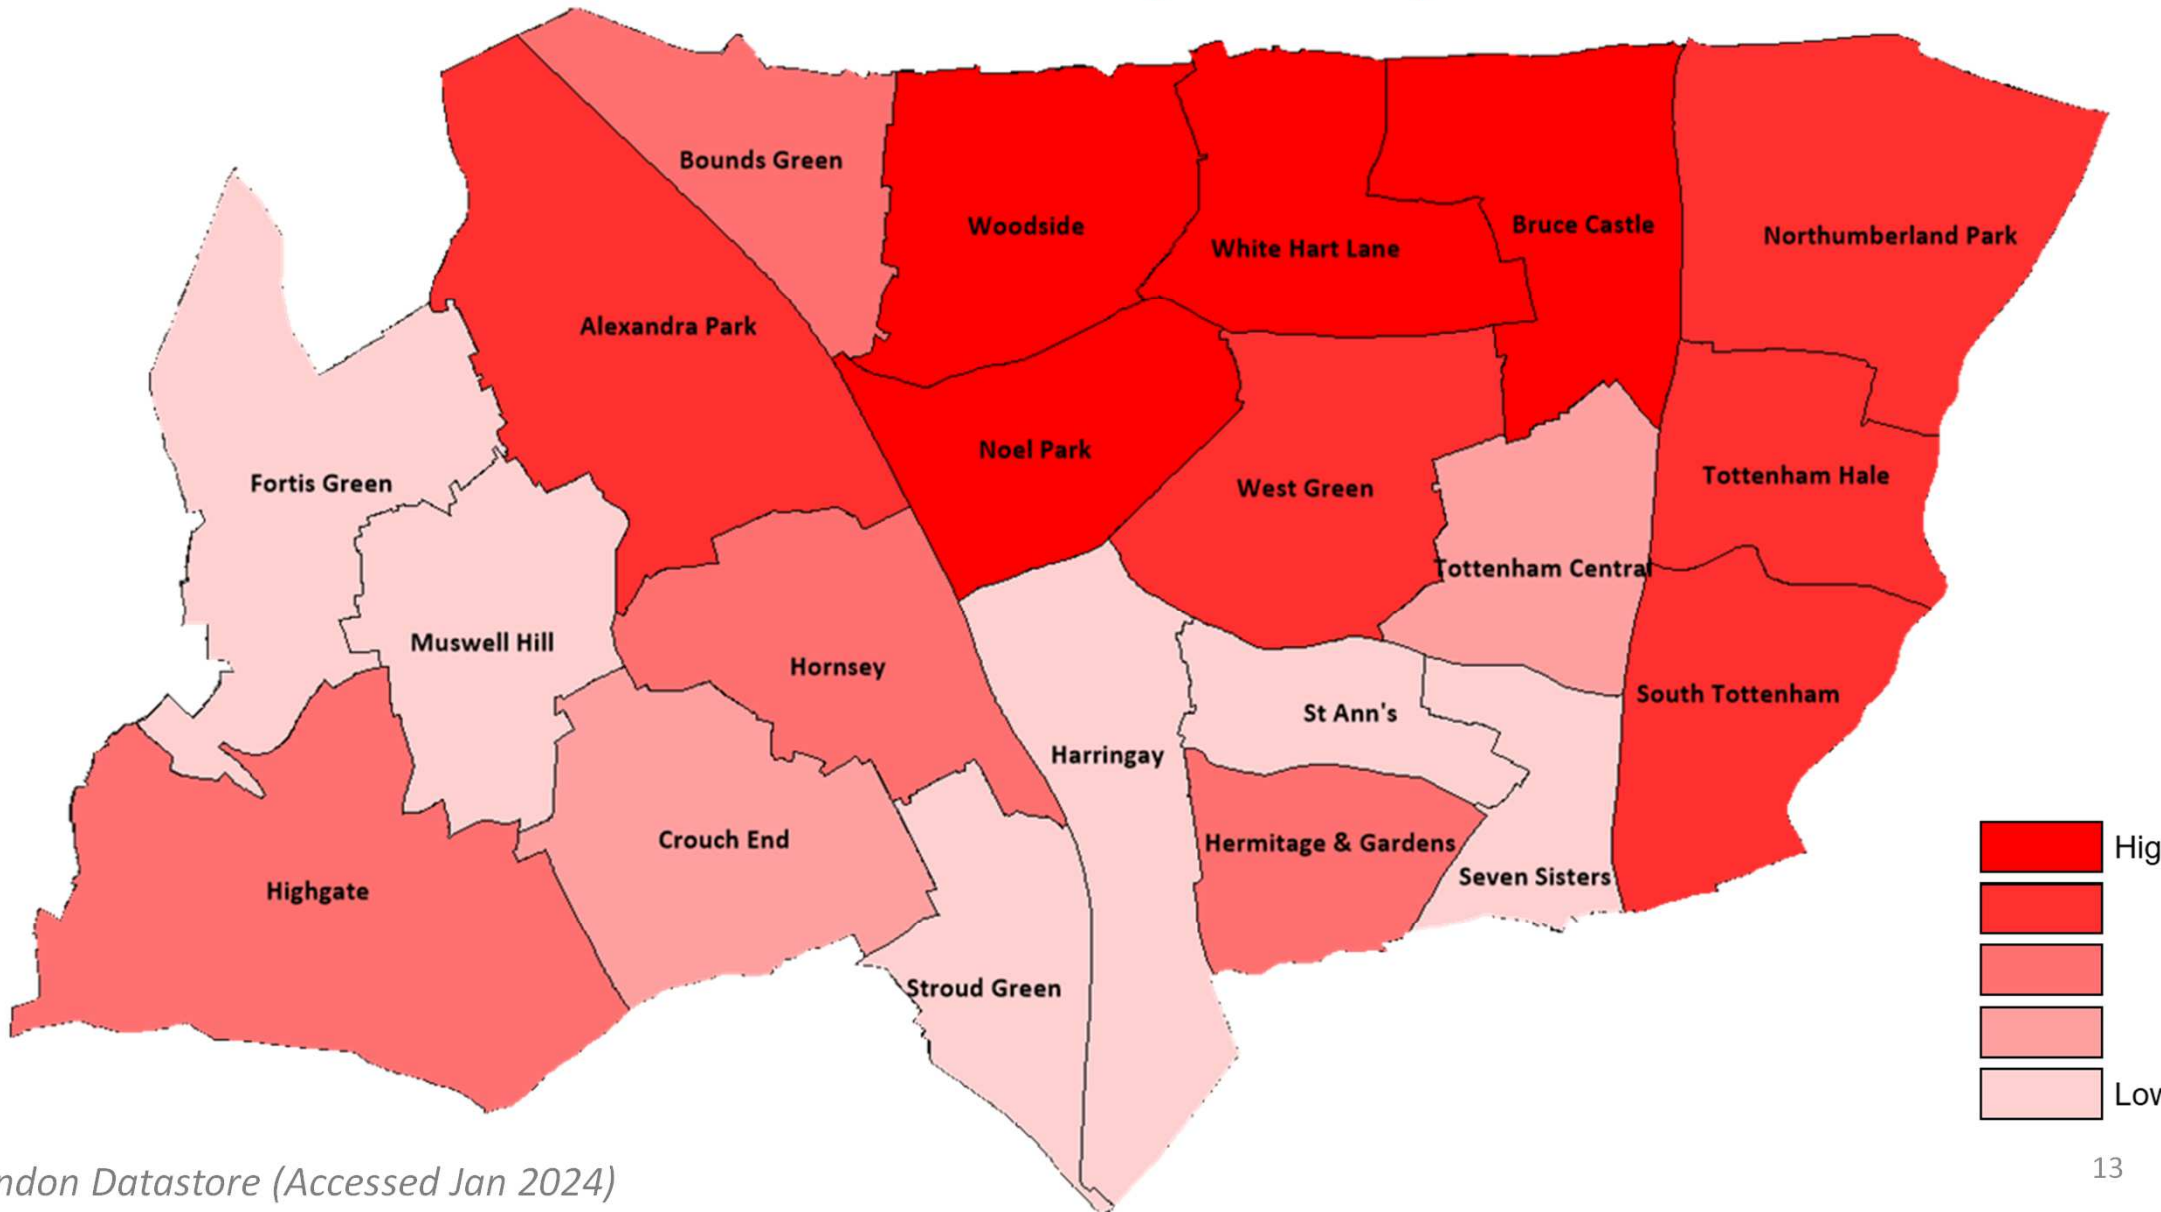 Bounds Green
Woodside
White Hart Lane
Bruce Castle
Northumberland Park
Alexandra Park
Noel Park
Fortis Green
West Green
Tottenham Hale
Tottenham Central
Muswell Hill
Hornsey
South Tottenham
St Ann's
Harringay
Crouch End
Hermitage & Gardens
Highgate
Seven Sisters
Stroud Green
Hig
Low
ndon Datastore (Accessed Jan 2024)
13